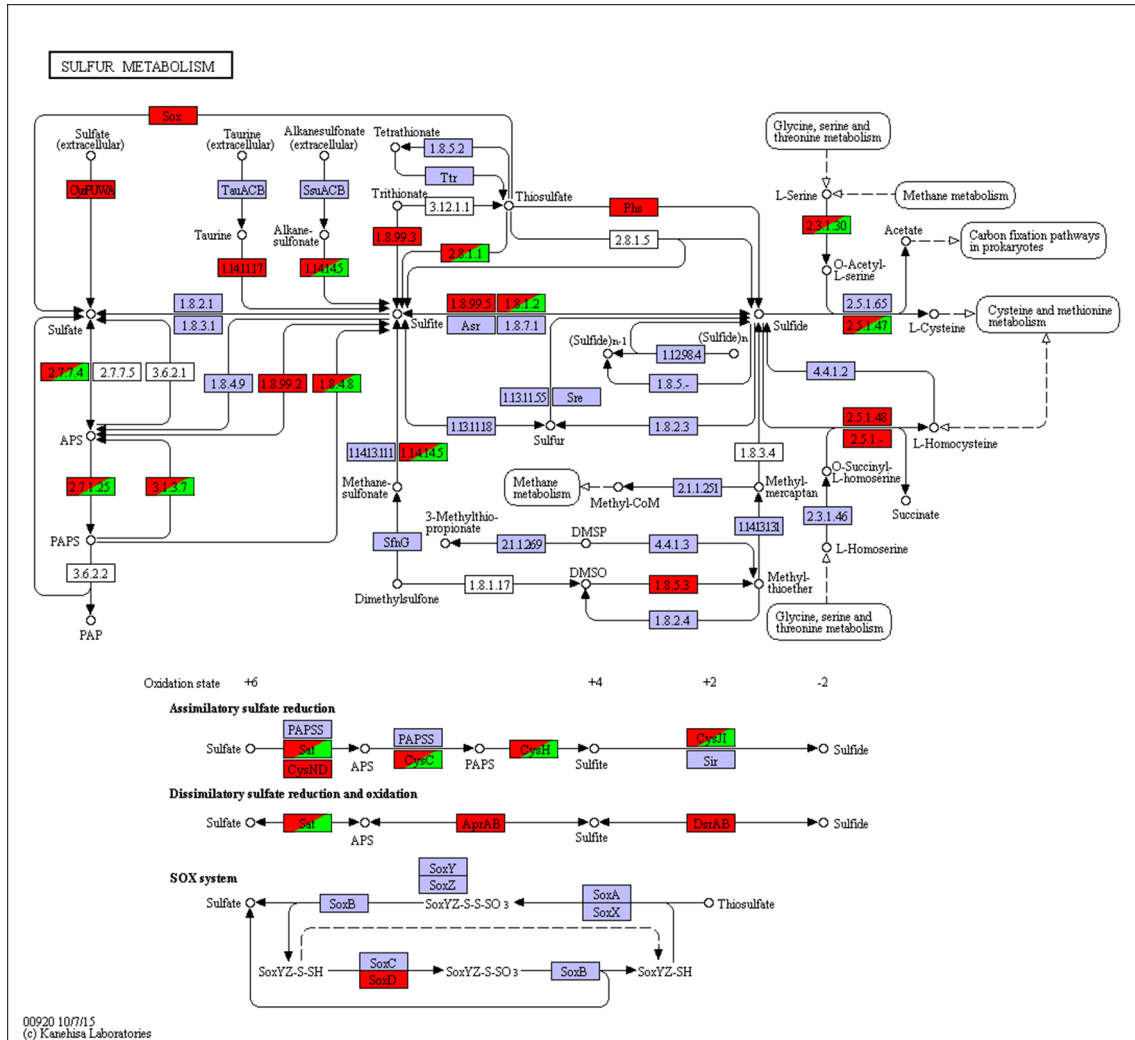 SULFUR METABOLISM
Sox
Sulfate
(extracellular)
Taurine
(extracellular)
Alkanesulfonate
(extracellular)
Tetrathionate
1.8.5.2
Ttr
Glycine, serine and
threonine metabolism
CysPUWA
TauACB
SsuACB
Trithionate
3.12.1.1
Thiosulfate
Phs
L-Serine
Methane metabolism
Taurine
Alkane-
sulfonate
1.8.99.3
2.8.1.1
2.8.1.5
2.3.1.30
Acetate
Carbon fixation pathways
in prokaryotes
1.14.11.17
1.14.14.5
O-Acetyl-
L-serine
1.8.2.1
1.8.3.1
1.8.99.5
1.8.1.2
Asr
1.8.7.1
2.5.1.65
2.5.1.47
Sulfate
Sulfite
Sulfide
L-Cysteine
Cysteine and methionine
metabolism
(Sulfide)n-1
1.12.98.4
(Sulfide)n
2.7.7.4
2.7.7.5
3.6.2.1
1.8.4.9
1.8.99.2
1.8.4.8
1.8.5.-
4.4.1.2
1.13.11.55
Sre
1.13.11.18
Sulfur
1.8.2.3
2.5.1.48
2.5.1.-
L-Homocysteine
APS
1.14.13.111
1.14.14.5
1.8.3.4
O-Succinyl-
L-homoserine
2.7.1.25
3.1.3.7
Methane-
sulfonate
Methane
metabolism
Methyl-CoM
2.1.1.251
Methyl-
mercaptan
Succinate
PAPS
SfnG
3-Methylthio-
propionate
2.1.1.269
DMSP
4.4.1.3
1.14.13.131
2.3.1.46
L-Homoserine
3.6.2.2
Dimethylsulfone
1.8.1.17
DMSO
1.8.5.3
Methyl-
thioether
1.8.2.4
Glycine, serine and
threonine metabolism
PAP
Oxidation state +6 +4 +2 -2
Assimilatory sulfate reduction
PAPSS
PAPSS
Sulfate
Sat
APS
CysC
PAPS
CysH
Sulfite
CysJI
Sulfide
CysND
Sir
Dissimilatory sulfate reduction and oxidation
Sulfate
Sat
APS
AprAB
Sulfite
DsrAB
Sulfide
SOX system
SoxY
SoxZ
Sulfate
SoxB
SoxYZ-S-S-SO3
SoxA
SoxX
Thiosulfate
SoxYZ-S-SH
SoxC
SoxD
SoxYZ-S-SO3
SoxB
SoxYZ-SH
00920 10/7/15
(c) Kanehisa Laboratories